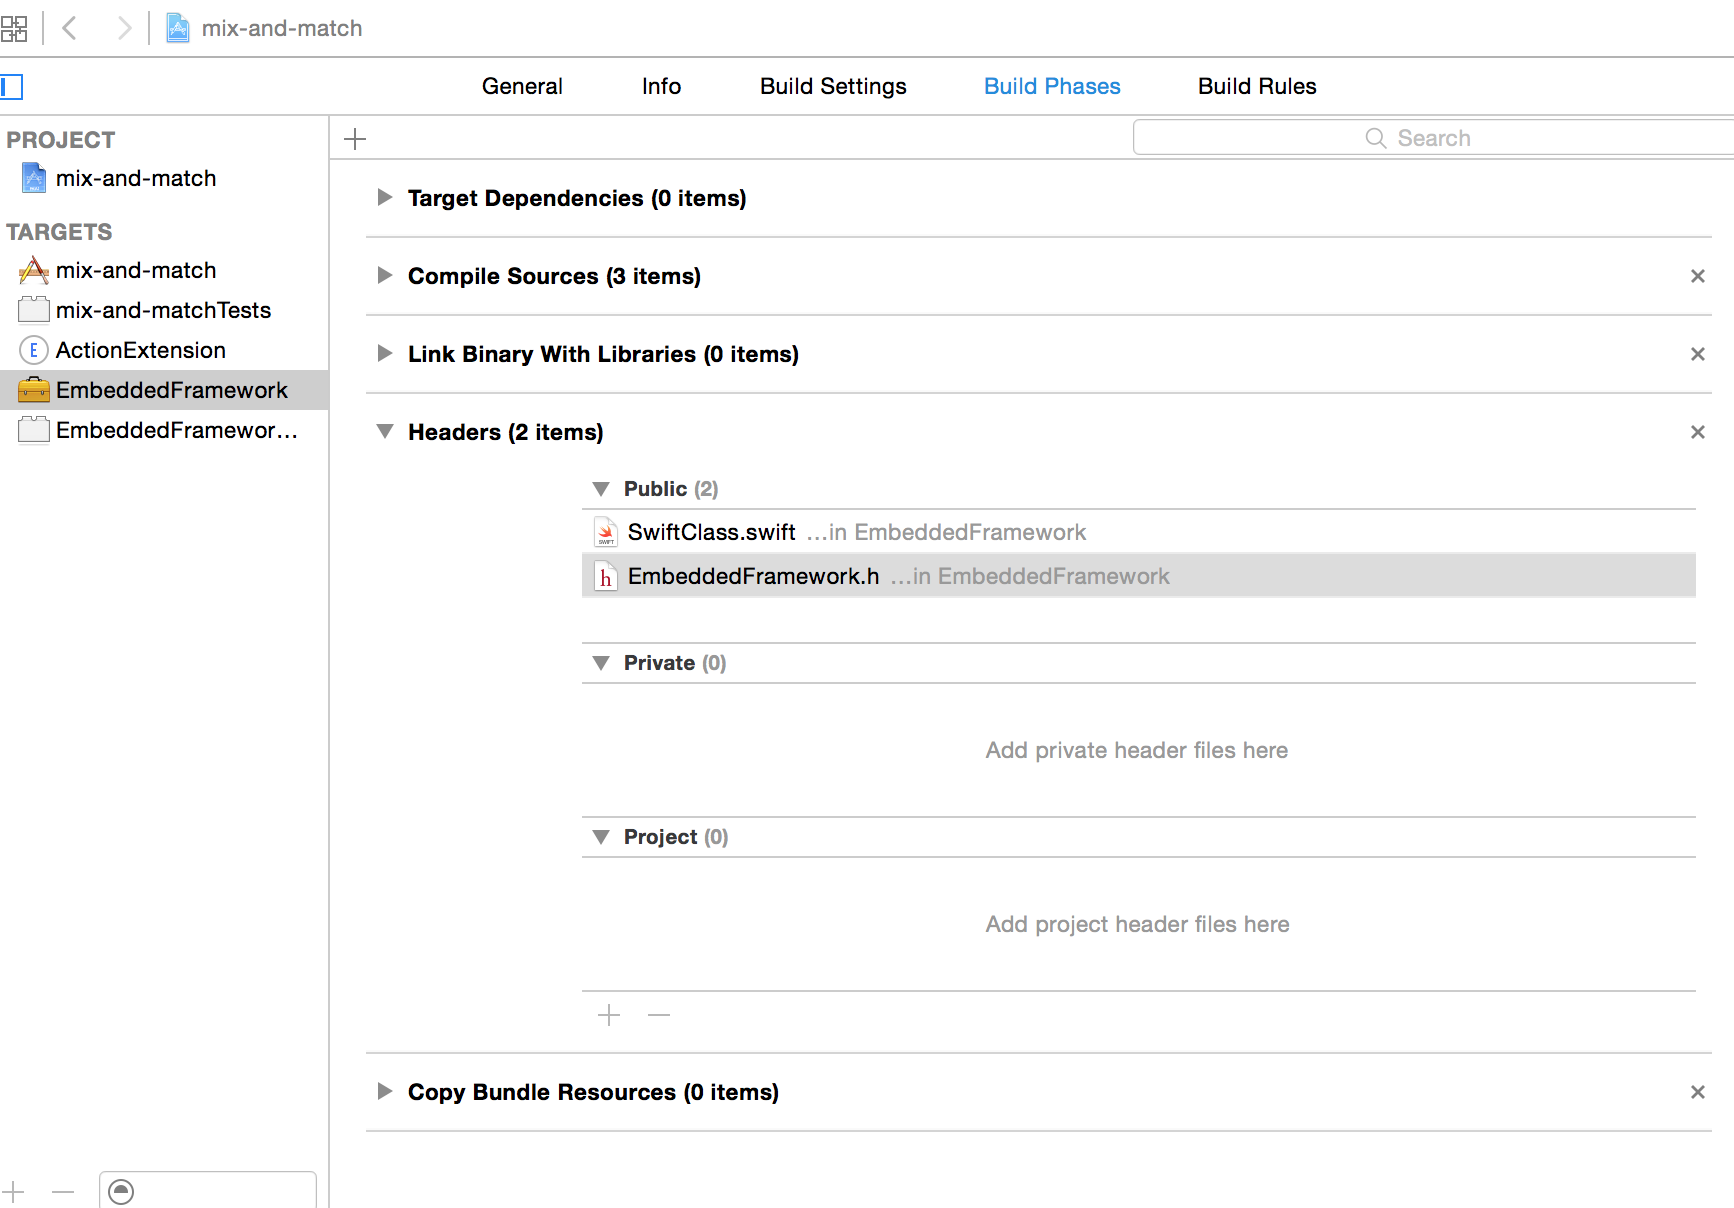 mix-and-match
General Info Build Settings Build Phases Build Rules
PROJECT
mix-and-match
TARGETS
mix-and-match
mix-and-matchTests
E ActionExtension
EmbeddedFramework
EmbeddedFramewor...
Search
Target Dependencies (0 items)
Compile Sources (3 items)
Link Binary With Libraries (0 items)
Headers (2 items)
Public (2)
SwiftClass.swift ...in EmbeddedFramework
h EmbeddedFramework.h ...in EmbeddedFramework
Private (0)
Add private header files here
Project (0)
Add project header files here
Copy Bundle Resources (0 items)